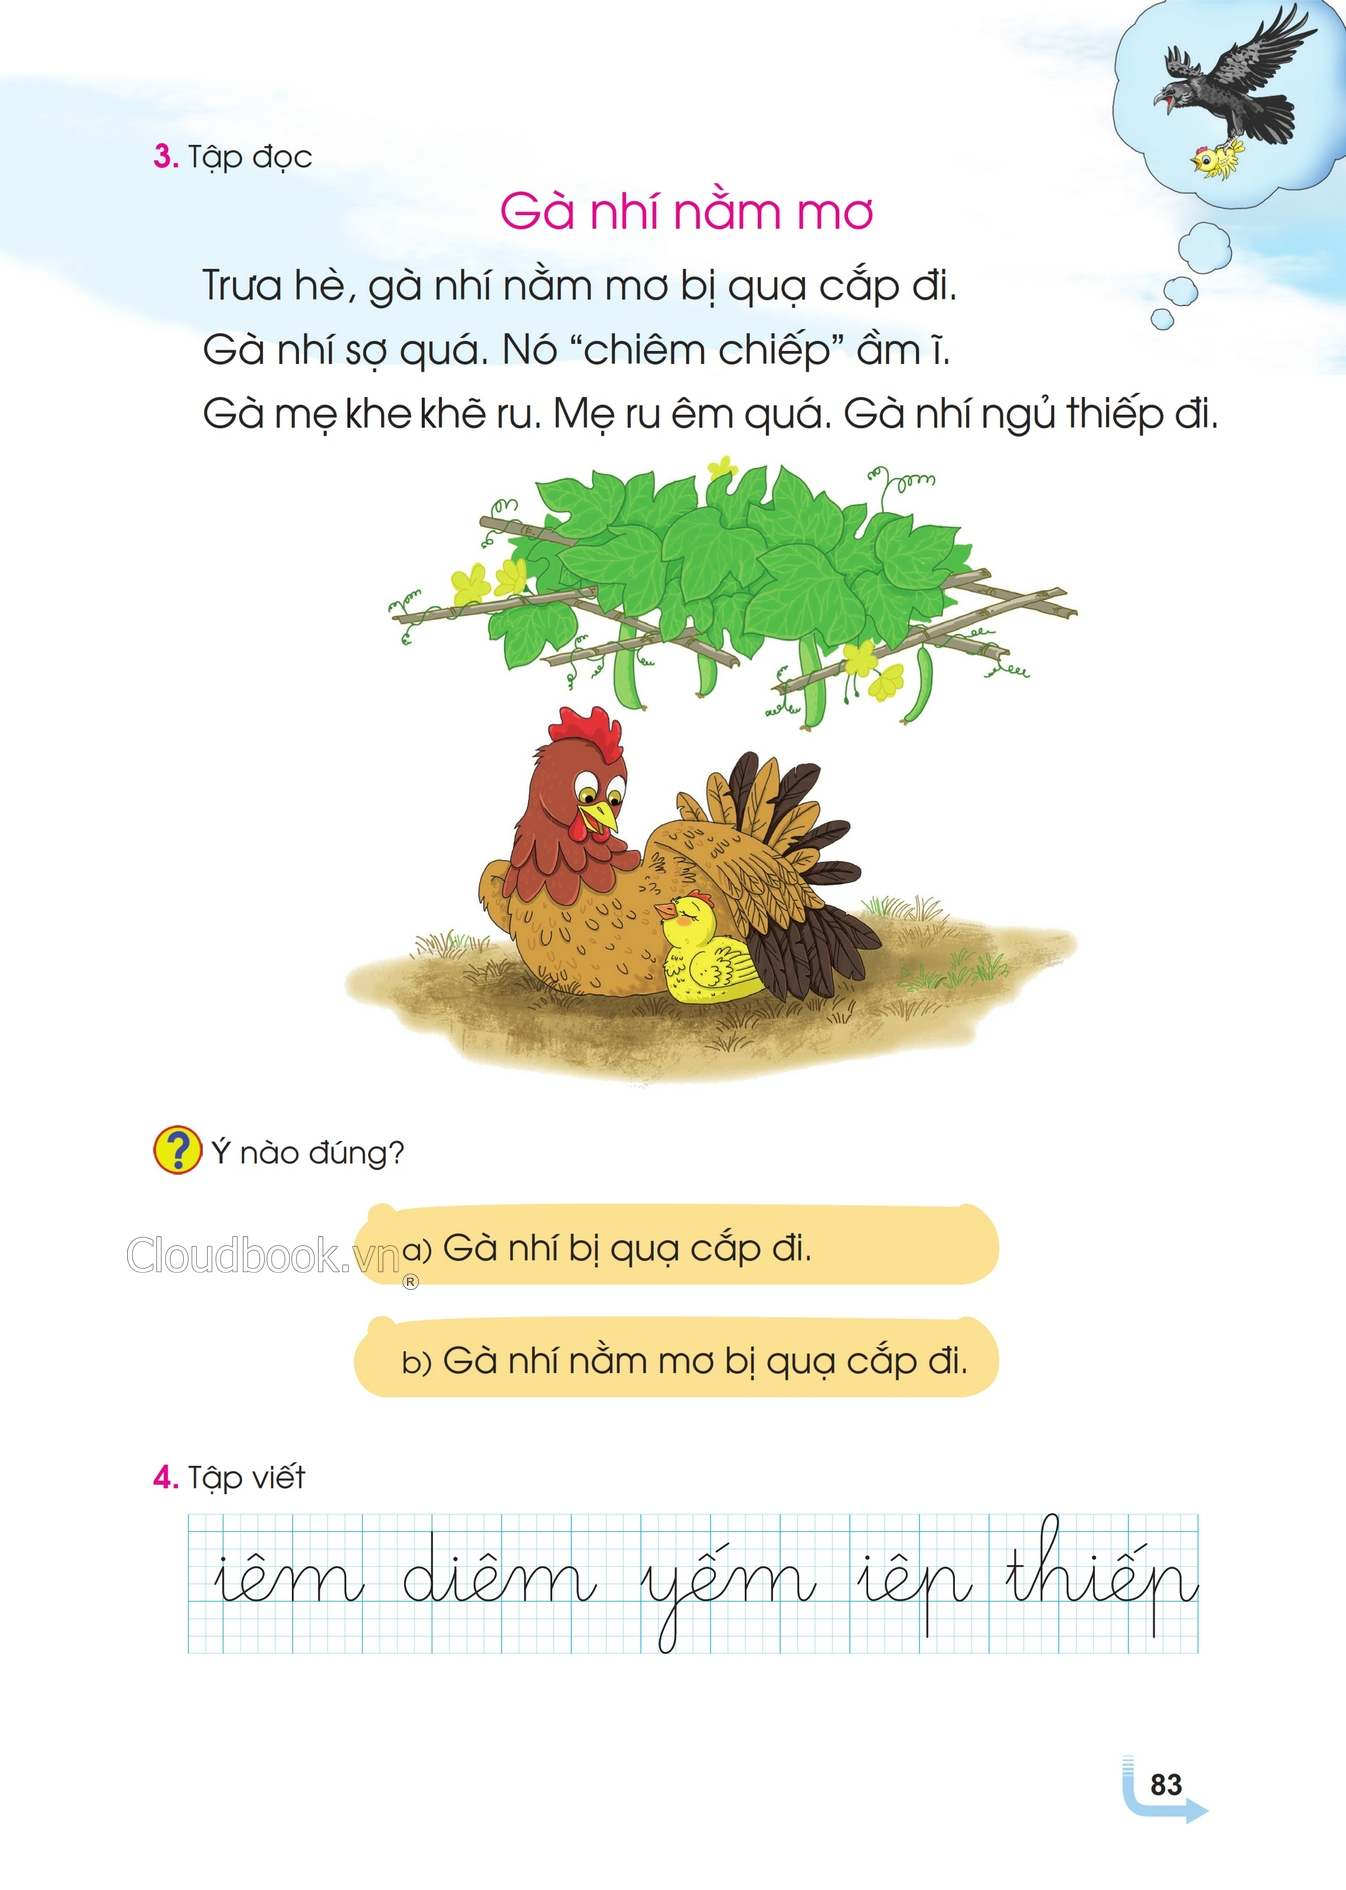 3. Tập đọc
Gà nhí nằm mơ
Trưa hè, gà nhí nằm mơ bị quạ cắp đi.
Gà nhí sợ quá. Nó “chiêm chiếp” ầm ĩ.
Gà mẹ khe khẽ ru. Mẹ ru êm quá. Gà nhí ngủ thiếp đi.
? Ý nào đúng?
Cloudbook.vn®
a) Gà nhí bị quạ cắp đi.
b) Gà nhí nằm mơ bị quạ cắp đi.
4. Tập viết
iêm diêm yếm iêp thiếp
83